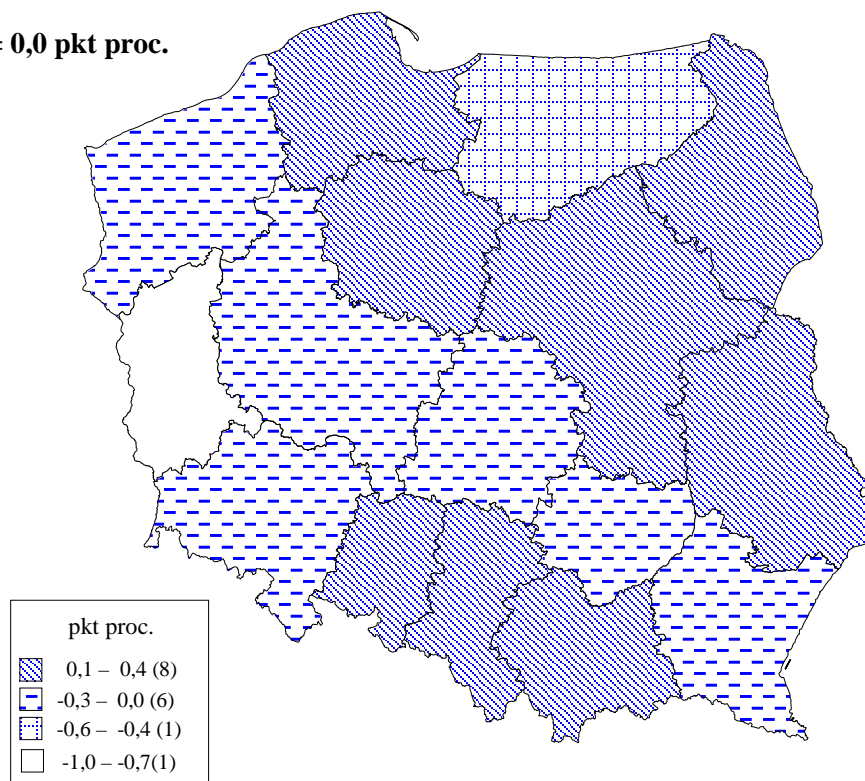 = 0,0 pkt proc.
pkt proc.
0,1 – 0,4 (8)
-0,3 – 0,0 (6)
-0,6 – -0,4 (1)
-1,0 – -0,7(1)